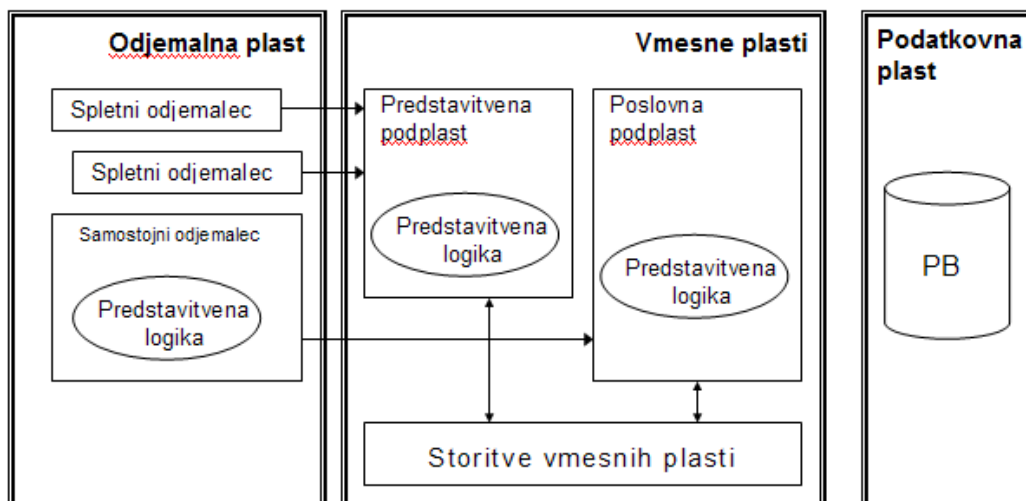 Odjemalna plast
Spletni odjemalec
Spletni odjemalec
Samostojni odjemalec
Predstavitvena
logika
Vmesne plasti
Predstavitvena
podplast
Predstavitvena
logika
Poslovna
podplast
Predstavitvena
logika
Storitve vmesnih plasti
Podatkovna
plast
PB